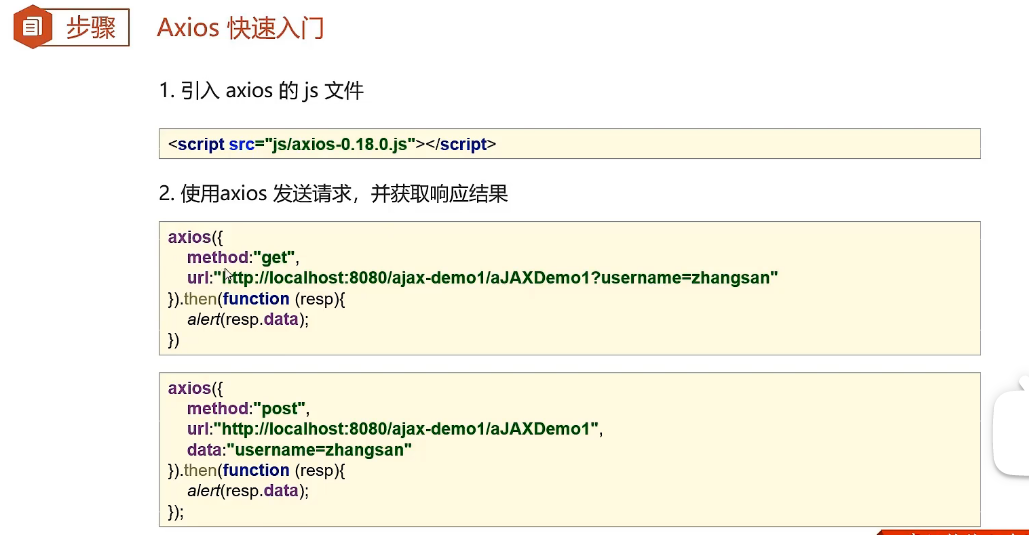 步骤
Axios 快速入门
1. 引入 axios 的 js 文件
<script src="js/axios-0.18.0.js"></script>
2. 使用axios 发送请求，并获取响应结果
axios({
method:"get",
url:"http://localhost:8080/ajax-demo1/aJAXDemo1?username=zhangsan"
}).then(function (resp){
alert(resp.data);
})
axios({
method:"post",
url:"http://localhost:8080/ajax-demo1/aJAXDemo1",
data:"username=zhangsan"
}).then(function (resp){
alert(resp.data);
});